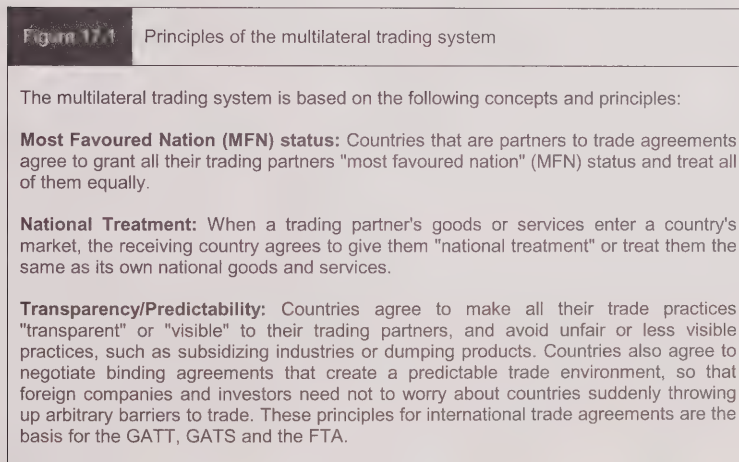 Figure 17.1 Principles of the multilateral trading system
The multilateral trading system is based on the following concepts and principles:
Most Favoured Nation (MFN) status: Countries that are partners to trade agreements
agree to grant all their trading partners "most favoured nation" (MFN) status and treat all
of them equally.
National Treatment: When a trading partner's goods or services enter a country's
market, the receiving country agrees to give them "national treatment" or treat them the
same as its own national goods and services.
Transparency/Predictability: Countries agree to make all their trade practices
"transparent" or "visible" to their trading partners, and avoid unfair or less visible
practices, such as subsidizing industries or dumping products. Countries also agree to
negotiate binding agreements that create a predictable trade environment, so that
foreign companies and investors need not to worry about countries suddenly throwing
up arbitrary barriers to trade. These principles for international trade agreements are the
basis for the GATT, GATS and the FTA.